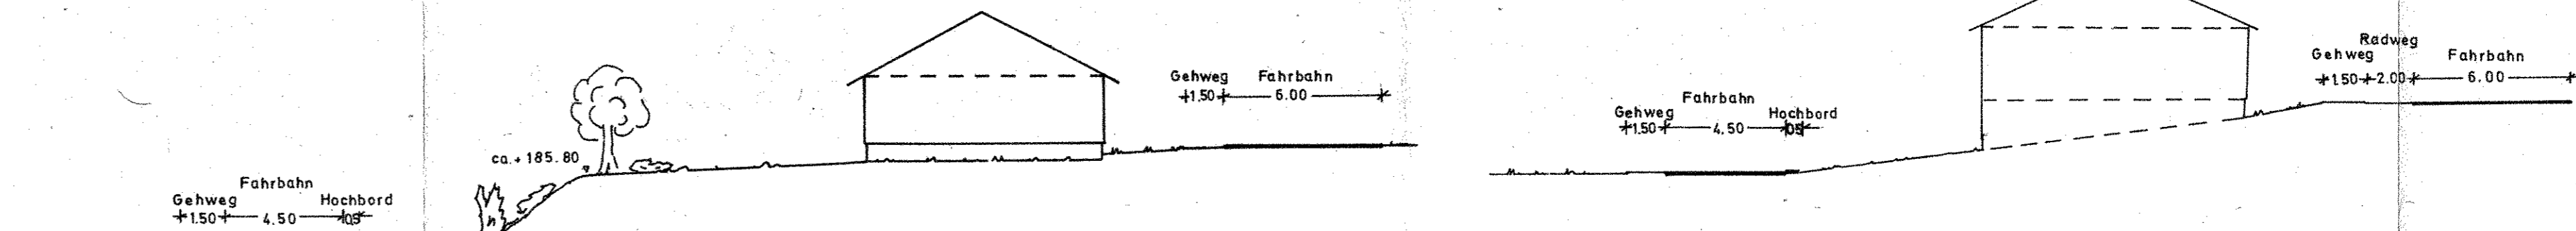 Fahrbahn
Gehweg Hochbord
1.50 4.50 0.5
ca. + 185.80
Gehweg Fahrbahn
1.50 6.00
Fahrbahn
Gehweg Hochbord
1.50 4.50 0.5
Radweg
Gehweg Fahrbahn
1.50 2.00 6.00